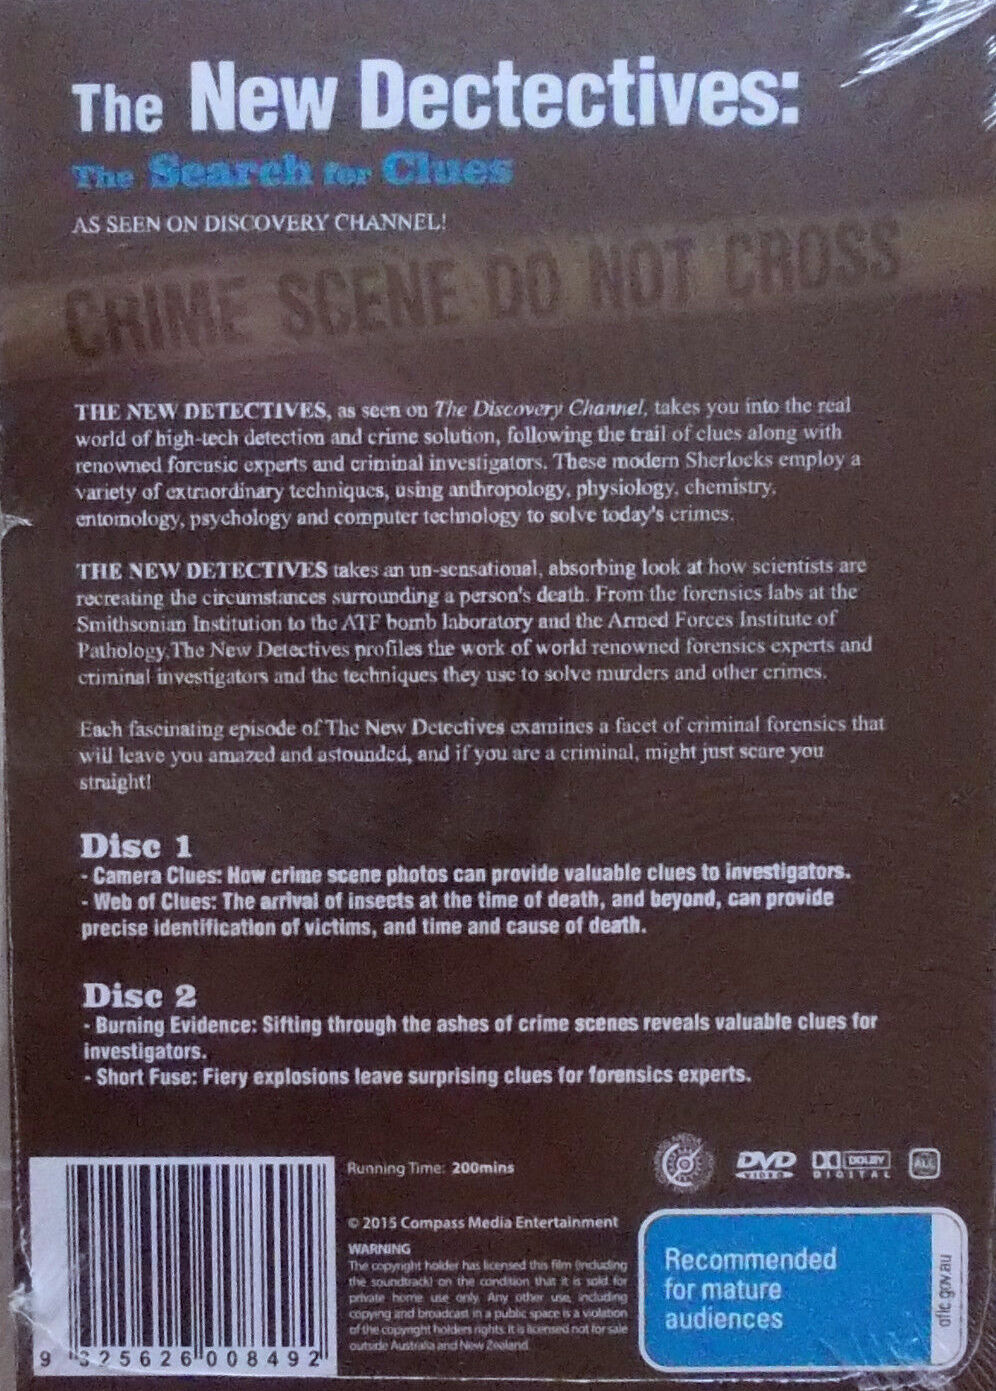 The New Dectectives:
The Search for Clues
AS SEEN ON DISCOVERY CHANNEL!
CRIME SCENE DO NOT CROSS
THE NEW DETECTIVES, as seen on The Discovery Channel, takes you into the real
world of high-tech detection and crime solution, following the trail of clues along with
renowned forensic experts and criminal investigators. These modern Sherlocks employ a
variety of extraordinary techniques, using anthropology, physiology, chemistry,
entomology, psychology and computer technology to solve today's crimes.
THE NEW DETECTIVES takes an un-sensational, absorbing look at how scientists are
recreating the circumstances surrounding a person's death. From the forensics labs at the
Smithsonian Institution to the ATF bomb laboratory and the Armed Forces Institute of
Pathology,The New Detectives profiles the work of world renowned forensics experts and
criminal investigators and the techniques they use to solve murders and other crimes.
Each fascinating episode of The New Detectives examines a facet of criminal forensics that
will leave you amazed and astounded, and if you are a criminal, might just scare you
straight!
Disc 1
- Camera Clues: How crime scene photos can provide valuable clues to investigators.
- Web of Clues: The arrival of insects at the time of death, and beyond, can provide
precise identification of victims, and time and cause of death.
Disc 2
- Burning Evidence: Sifting through the ashes of crime scenes reveals valuable clues for
investigators.
- Short Fuse: Fiery explosions leave surprising clues for forensics experts.
Running Time: 200mins
DVD VIDEO
DOLBY DIGITAL
ALL
© 2015 Compass Media Entertainment
WARNING
The copyright holder has licensed this film (including
the soundtrack) on the condition that it is sold for
private home use only. Any other use, including
copying and broadcast in a public space is a violation
of the copyright holders rights. It is licensed not for sale
outside Australia and New Zealand.
Recommended
for mature
audiences
oflc.gov.au
9 325626 008492